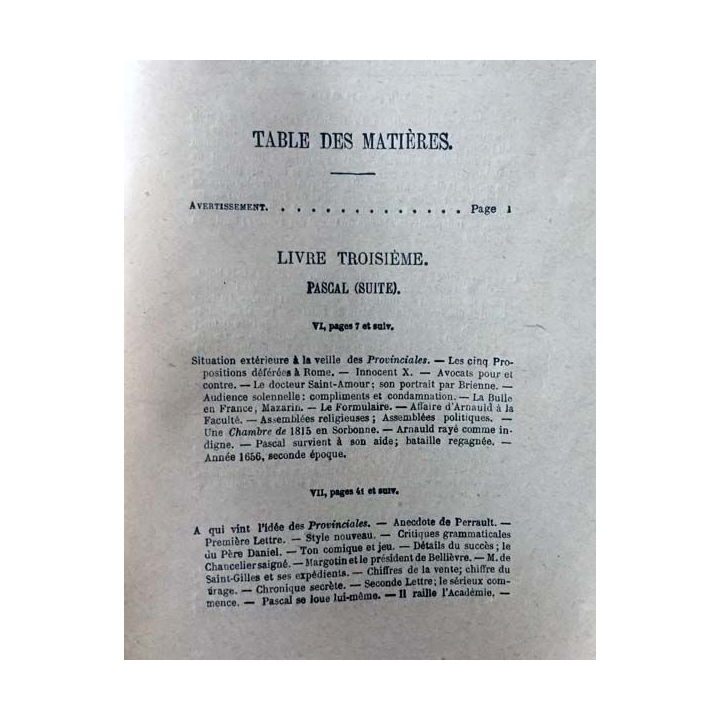 TABLE DES MATIÈRES.
AVERTISSEMENT. . . . . . . . . . . . . . Page 1
LIVRE TROISIÈME.
PASCAL (SUITE).
VI, pages 7 et suiv.
Situation extérieure à la veille des Provinciales. — Les cinq Pro-
positions déférées à Rome. — Innocent X. — Avocats pour et
contre. — Le docteur Saint-Amour; son portrait par Brienne. —
Audience solennelle: compliments et condamnation. — La Bulle
en France; Mazarin. — Le Formulaire. — Affaire d'Arnauld à la
Faculté. — Assemblées religieuses; Assemblées politiques. —
Une Chambre de 1815 en Sorbonne. — Arnauld rayé comme in-
digne. — Pascal survient à son aide; bataille regagnée. —
Année 1656, seconde époque.
VII, pages 41 et suiv.
A qui vint l'idée des Provinciales. — Anecdote de Perrault. —
Première Lettre. — Style nouveau. — Critiques grammaticales
du Père Daniel. — Ton comique et jeu. — Détails du succès; le
Chancelier saigné. — Margotin et le président de Bellièvre. — M. de
Saint-Gilles et ses expédients. — Chiffres de la vente; chiffre du
tirage. — Chronique secrète. — Seconde Lettre; le sérieux com-
mence. — Pascal se loue lui-même. — Il raille l'Académie, —